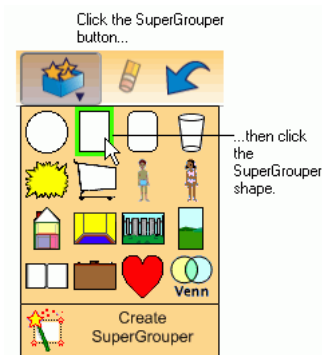 Click the SuperGrouper
button...
...then click
the
SuperGrouper
shape.
Venn
Create
SuperGrouper